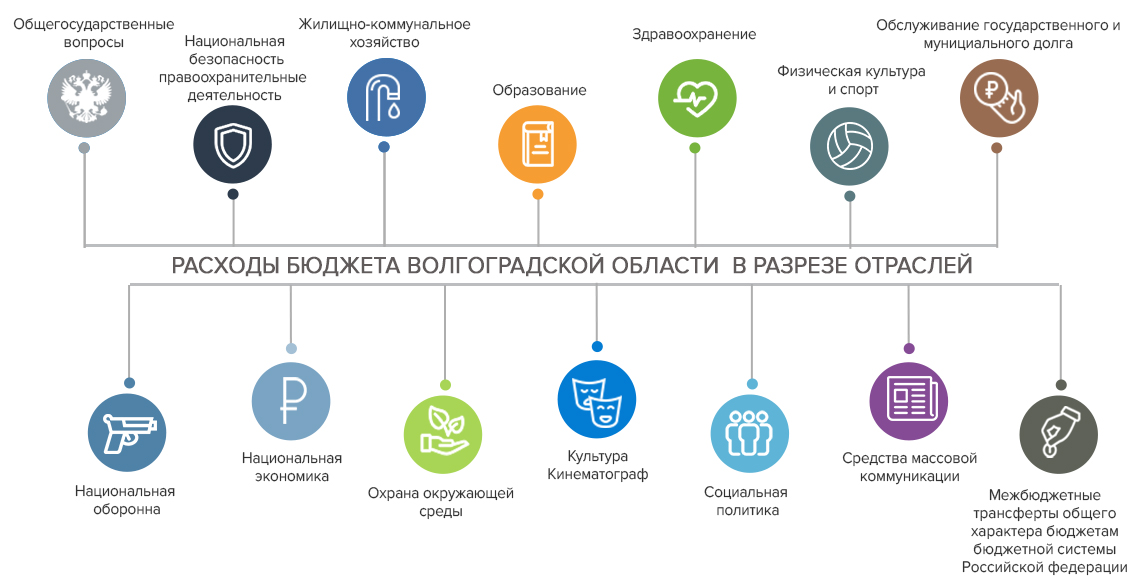 Общегосударственные
вопросы
Национальная
безопасность
правоохранительные
деятельность
Жилищно-коммунальное
хозяйство
Образование
Здравоохранение
Физическая культура
и спорт
Обслуживание государственного и
муниципального долга
РАСХОДЫ БЮДЖЕТА ВОЛГОГРАДСКОЙ ОБЛАСТИ В РАЗРЕЗЕ ОТРАСЛЕЙ
Национальная
оборонна
Национальная
экономика
Охрана окружающей
среды
Культура
Кинематограф
Социальная
политика
Средства массовой
коммуникации
Межбюджетные
трансферты общего
характера бюджетам
бюджетной системы
Российской федерации